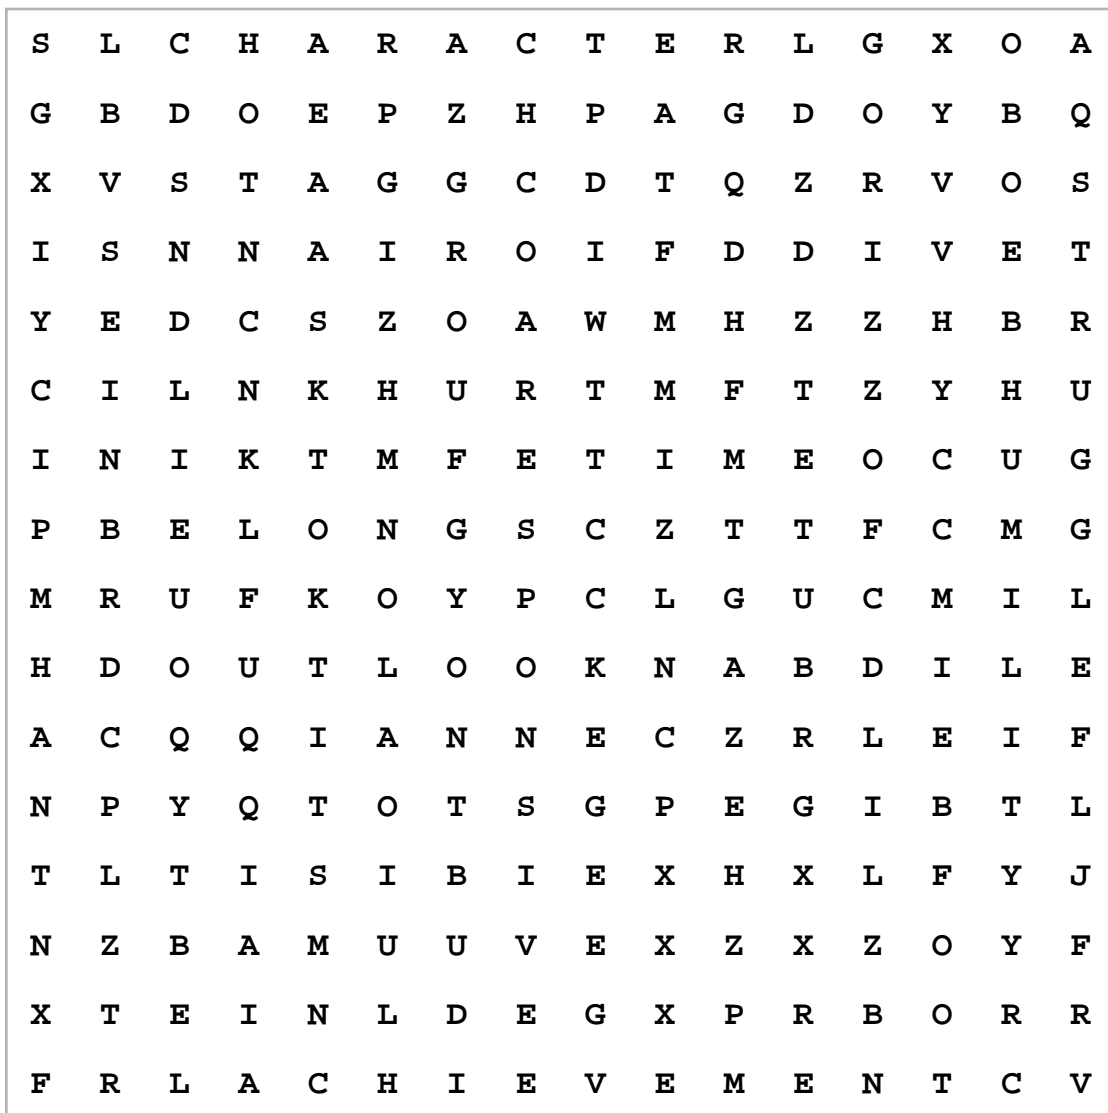 S L C H A R A C T E R L G X O A
G B D O E P Z H P A G D O Y B Q
X V S T A G G C D T Q Z R V O S
I S N N A I R O I F D D I V E T
Y E D C S Z O A W M H Z Z H B R
C I L N K H U R T M F T Z Y H U
I N I K T M F E T I M E O C U G
P B E L O N G S C Z T T F C M G
M R U F K O Y P C L G U C M I L
H D O U T L O O K N A B D I L E
A C Q Q I A N N E C Z R L E I F
N P Y Q T O T S G P E G I B T L
T L T I S I B I E X H X L F Y J
N Z B A M U U V E X Z X Z O Y F
X T E I N L D E G X P R B O R R
F R L A C H I E V E M E N T C V